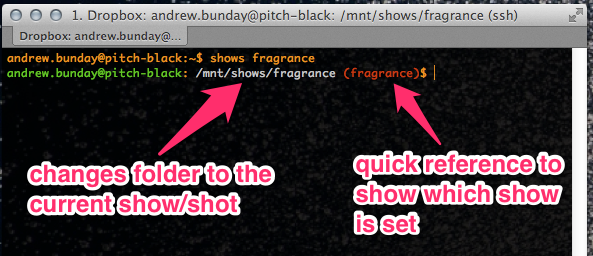 1. Dropbox: andrew.bunday@pitch-black: /mnt/shows/fragrance (ssh)
Dropbox: andrew.bunday@...
andrew.bunday@pitch-black:~$ shows fragrance
andrew.bunday@pitch-black: /mnt/shows/fragrance (fragrance)$
changes folder to the
current show/shot
quick reference to
show which show
is set